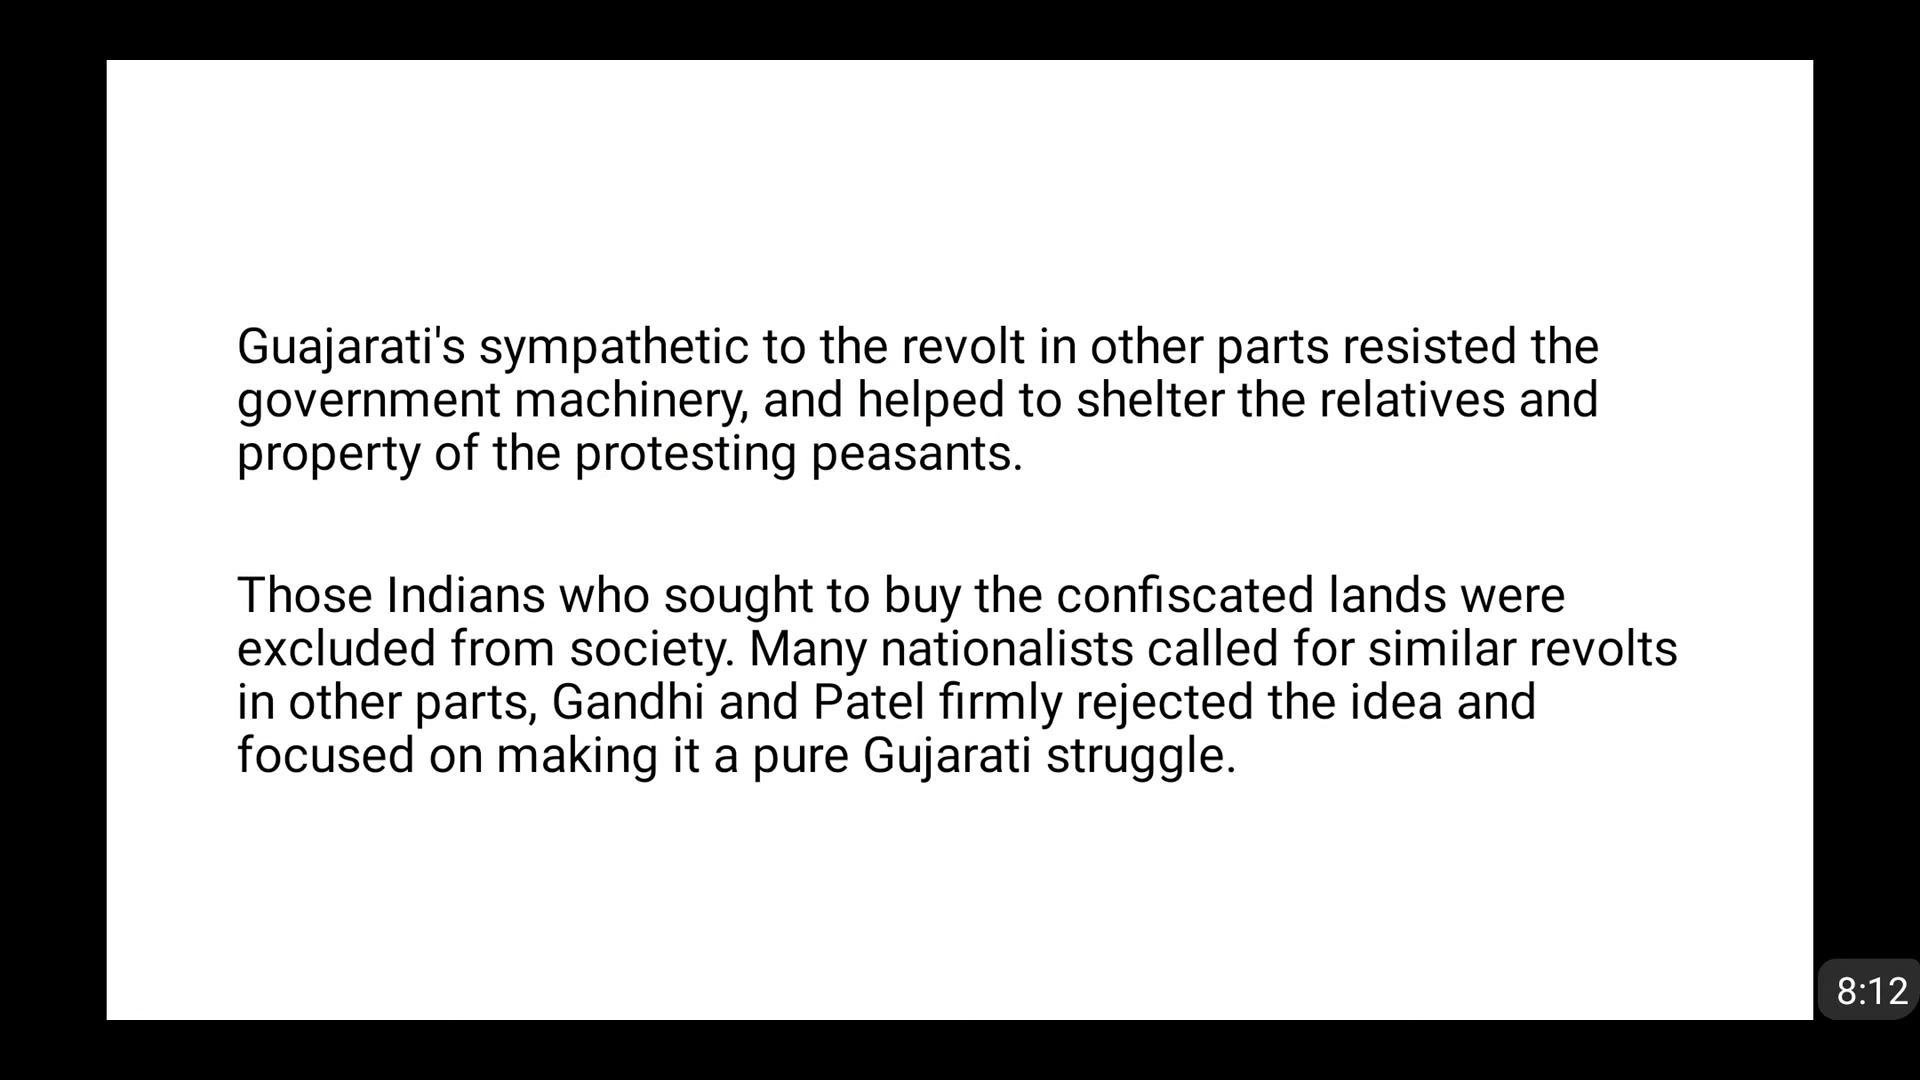 Guajarati's sympathetic to the revolt in other parts resisted the
government machinery, and helped to shelter the relatives and
property of the protesting peasants.
Those Indians who sought to buy the confiscated lands were
excluded from society. Many nationalists called for similar revolts
in other parts, Gandhi and Patel firmly rejected the idea and
focused on making it a pure Gujarati struggle.
8:12